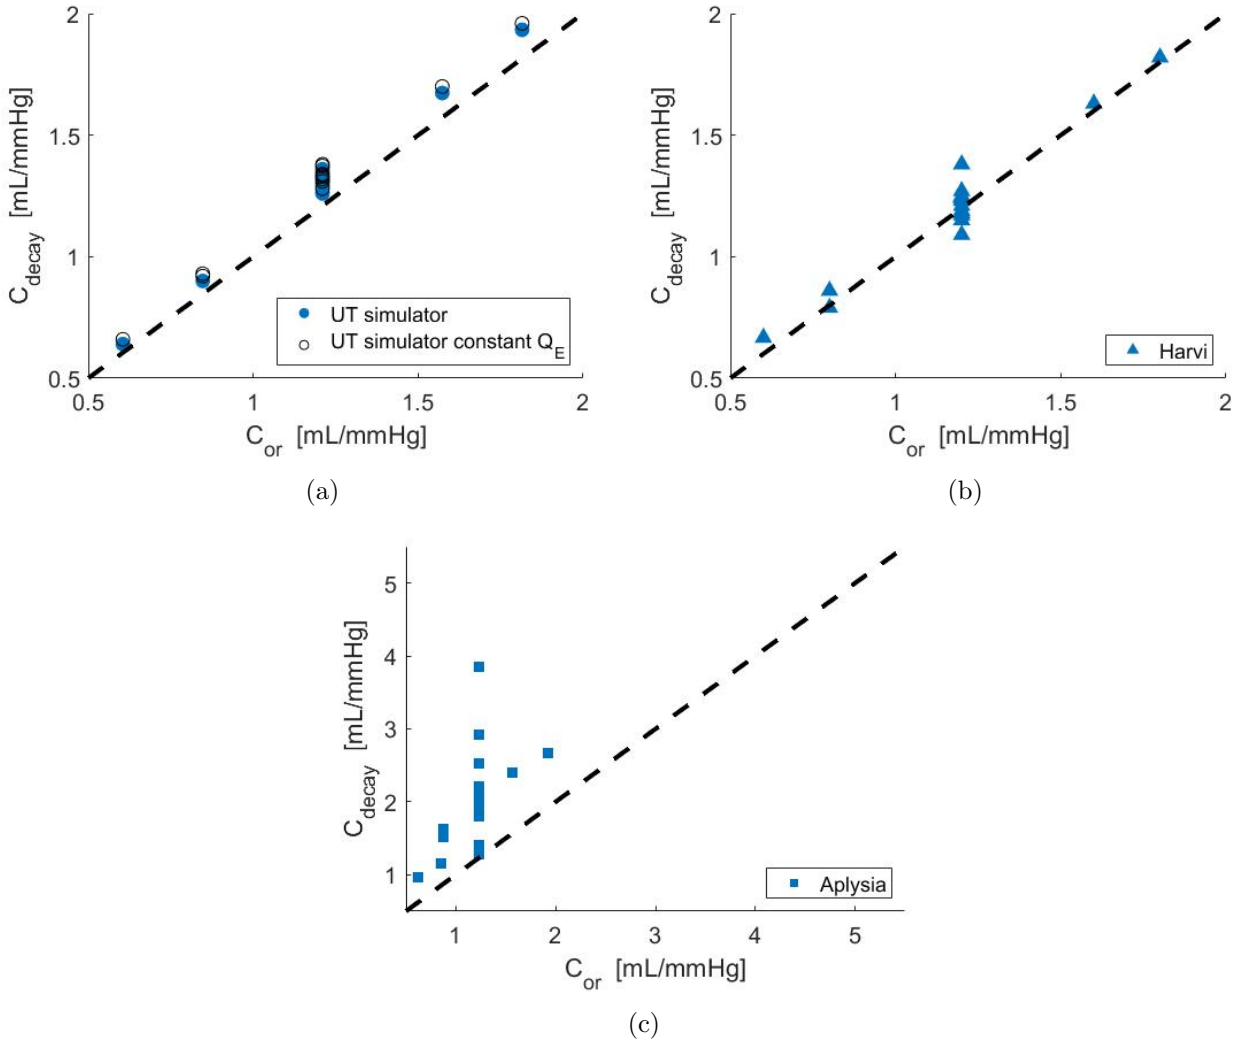 2
1.5
1
0.5
C_decay [mL/mmHg]
UT simulator
UT simulator constant Q_E
0.5
1
1.5
2
C_or [mL/mmHg]
(a)
2
1.5
1
0.5
C_decay [mL/mmHg]
Harvi
0.5
1
1.5
2
C_or [mL/mmHg]
(b)
5
4
3
2
1
C_decay [mL/mmHg]
Aplysia
1
2
3
4
5
C_or [mL/mmHg]
(c)